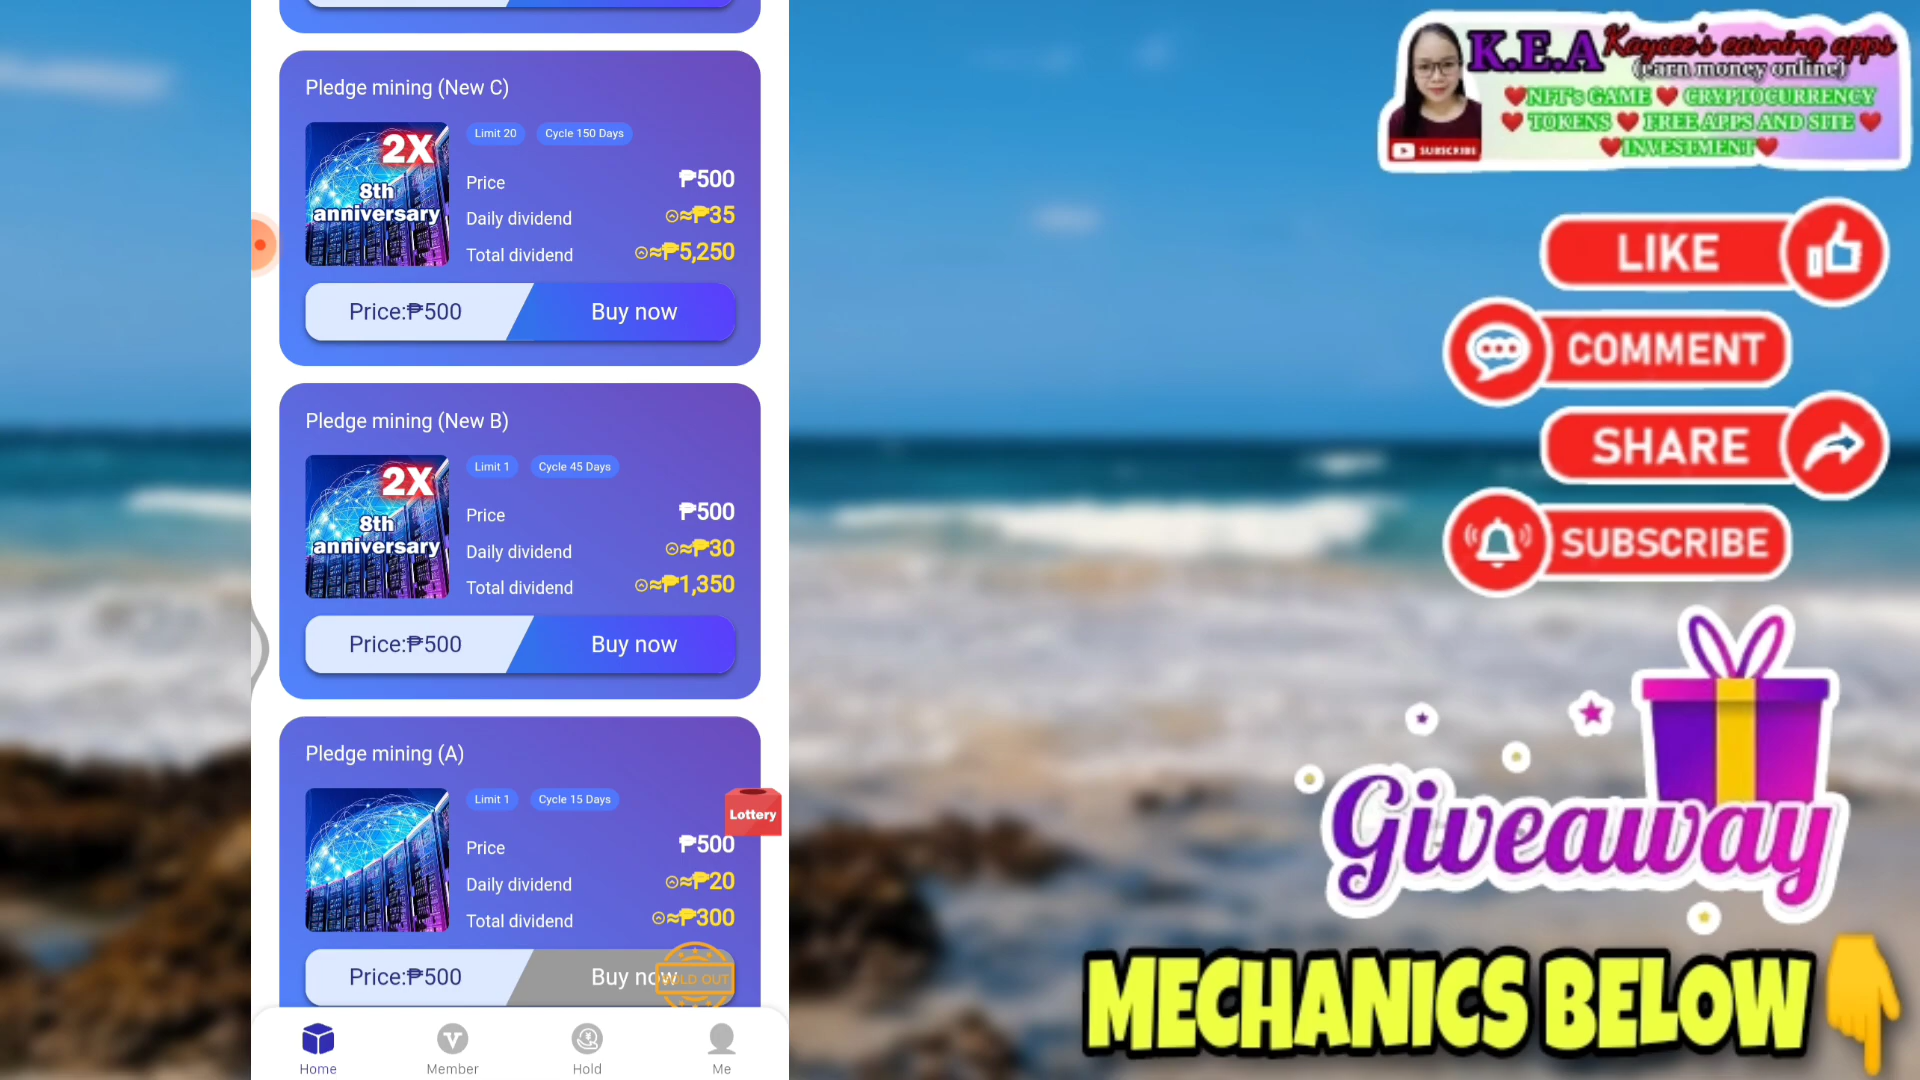 Pledge mining (New C)
2X
8th
anniversary
Limit 20
Cycle 150 Days
Price
₱500
Daily dividend
≈₱35
Total dividend
≈₱5,250
Price:₱500
Buy now
Pledge mining (New B)
2X
8th
anniversary
Limit 1
Cycle 45 Days
Price
₱500
Daily dividend
≈₱30
Total dividend
≈₱1,350
Price:₱500
Buy now
Pledge mining (A)
Limit 1
Cycle 15 Days
Lottery
Price
₱500
Daily dividend
≈₱20
Total dividend
≈₱300
Price:₱500
Buy now
SOLD OUT
Home
Member
Hold
Me
K.E.A Kaycee's earning apps
(earn money online)
❤️NFT's GAME ❤️ CRYPTOCURRENCY
❤️ TOKENS ❤️ FREE APPS AND SITE ❤️
❤️INVESTMENT❤️
SUBSCRIBE
LIKE
COMMENT
SHARE
SUBSCRIBE
Giveaway
MECHANICS BELOW👇